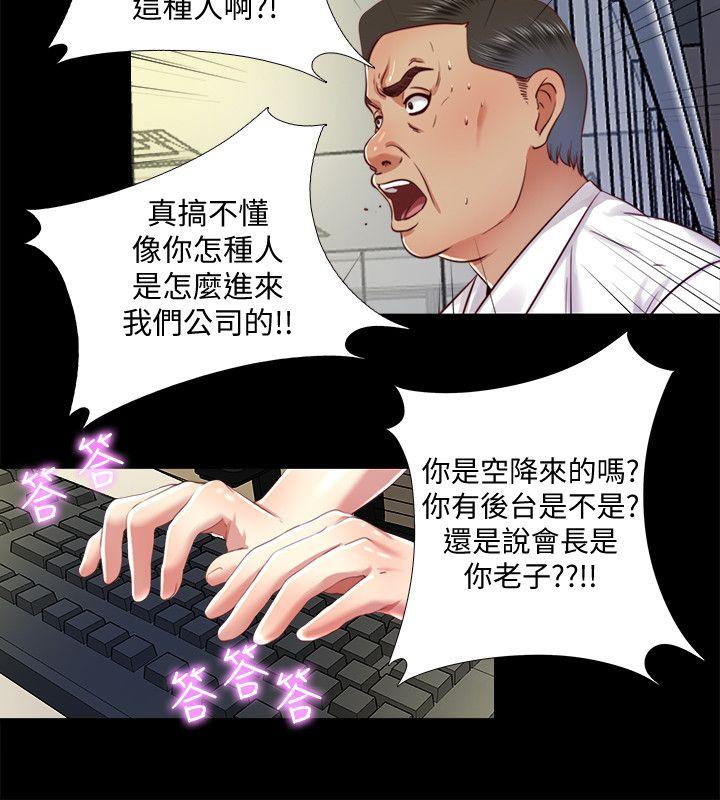 這種人啊?!
真搞不懂
像你怎種人
是怎麼進來
我們公司的!!
答答
你是空降來的嗎?
你有後台是不是?
還是說會長是
你老子??!!
答答答